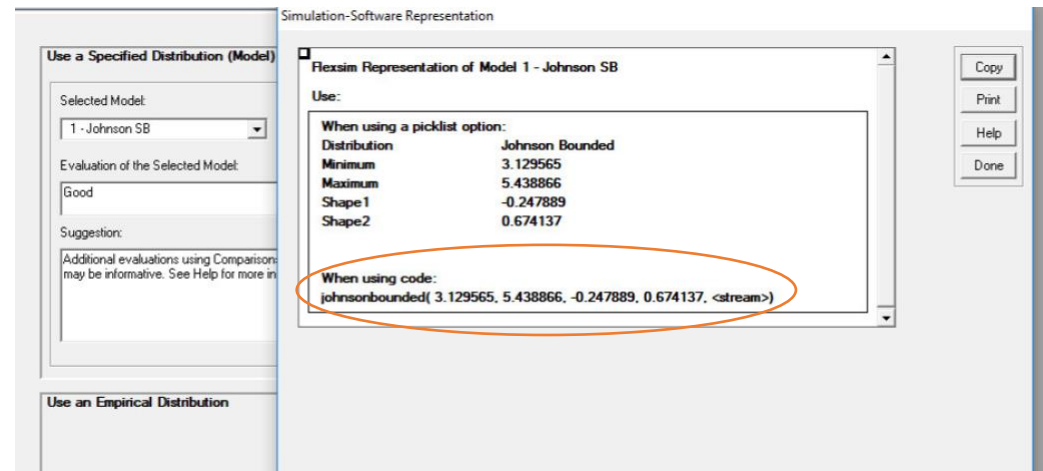 Simulation-Software Representation
Use a Specified Distribution (Model)
Selected Model:
1 - Johnson SB
Evaluation of the Selected Model:
Good
Suggestion:
Additional evaluations using Comparison
may be informative. See Help for more in
Use an Empirical Distribution
Flexsim Representation of Model 1 - Johnson SB
Use:
When using a picklist option:
Distribution Johnson Bounded
Minimum 3.129565
Maximum 5.438866
Shape1 -0.247889
Shape2 0.674137
When using code:
johnsonbounded( 3.129565, 5.438866, -0.247889, 0.674137, <stream>)
Copy
Print
Help
Done